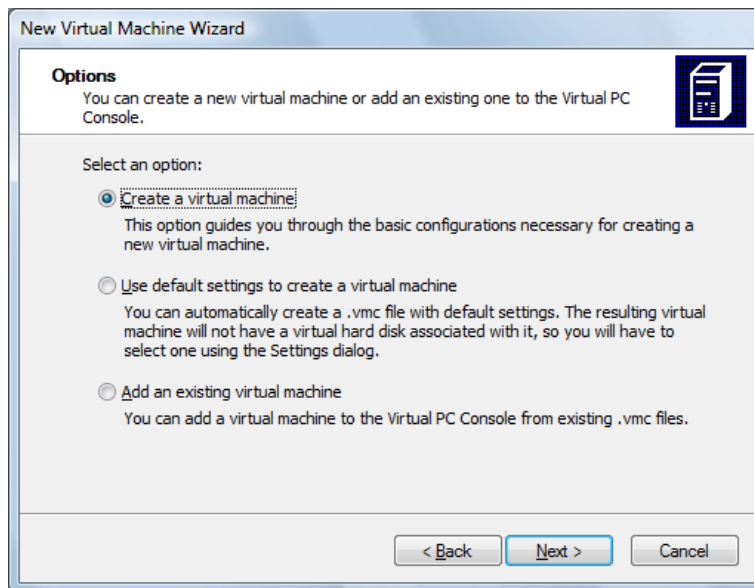 New Virtual Machine Wizard
Options
You can create a new virtual machine or add an existing one to the Virtual PC
Console.
Select an option:
Create a virtual machine
This option guides you through the basic configurations necessary for creating a
new virtual machine.
Use default settings to create a virtual machine
You can automatically create a .vmc file with default settings. The resulting virtual
machine will not have a virtual hard disk associated with it, so you will have to
select one using the Settings dialog.
Add an existing virtual machine
You can add a virtual machine to the Virtual PC Console from existing .vmc files.
< Back Next > Cancel